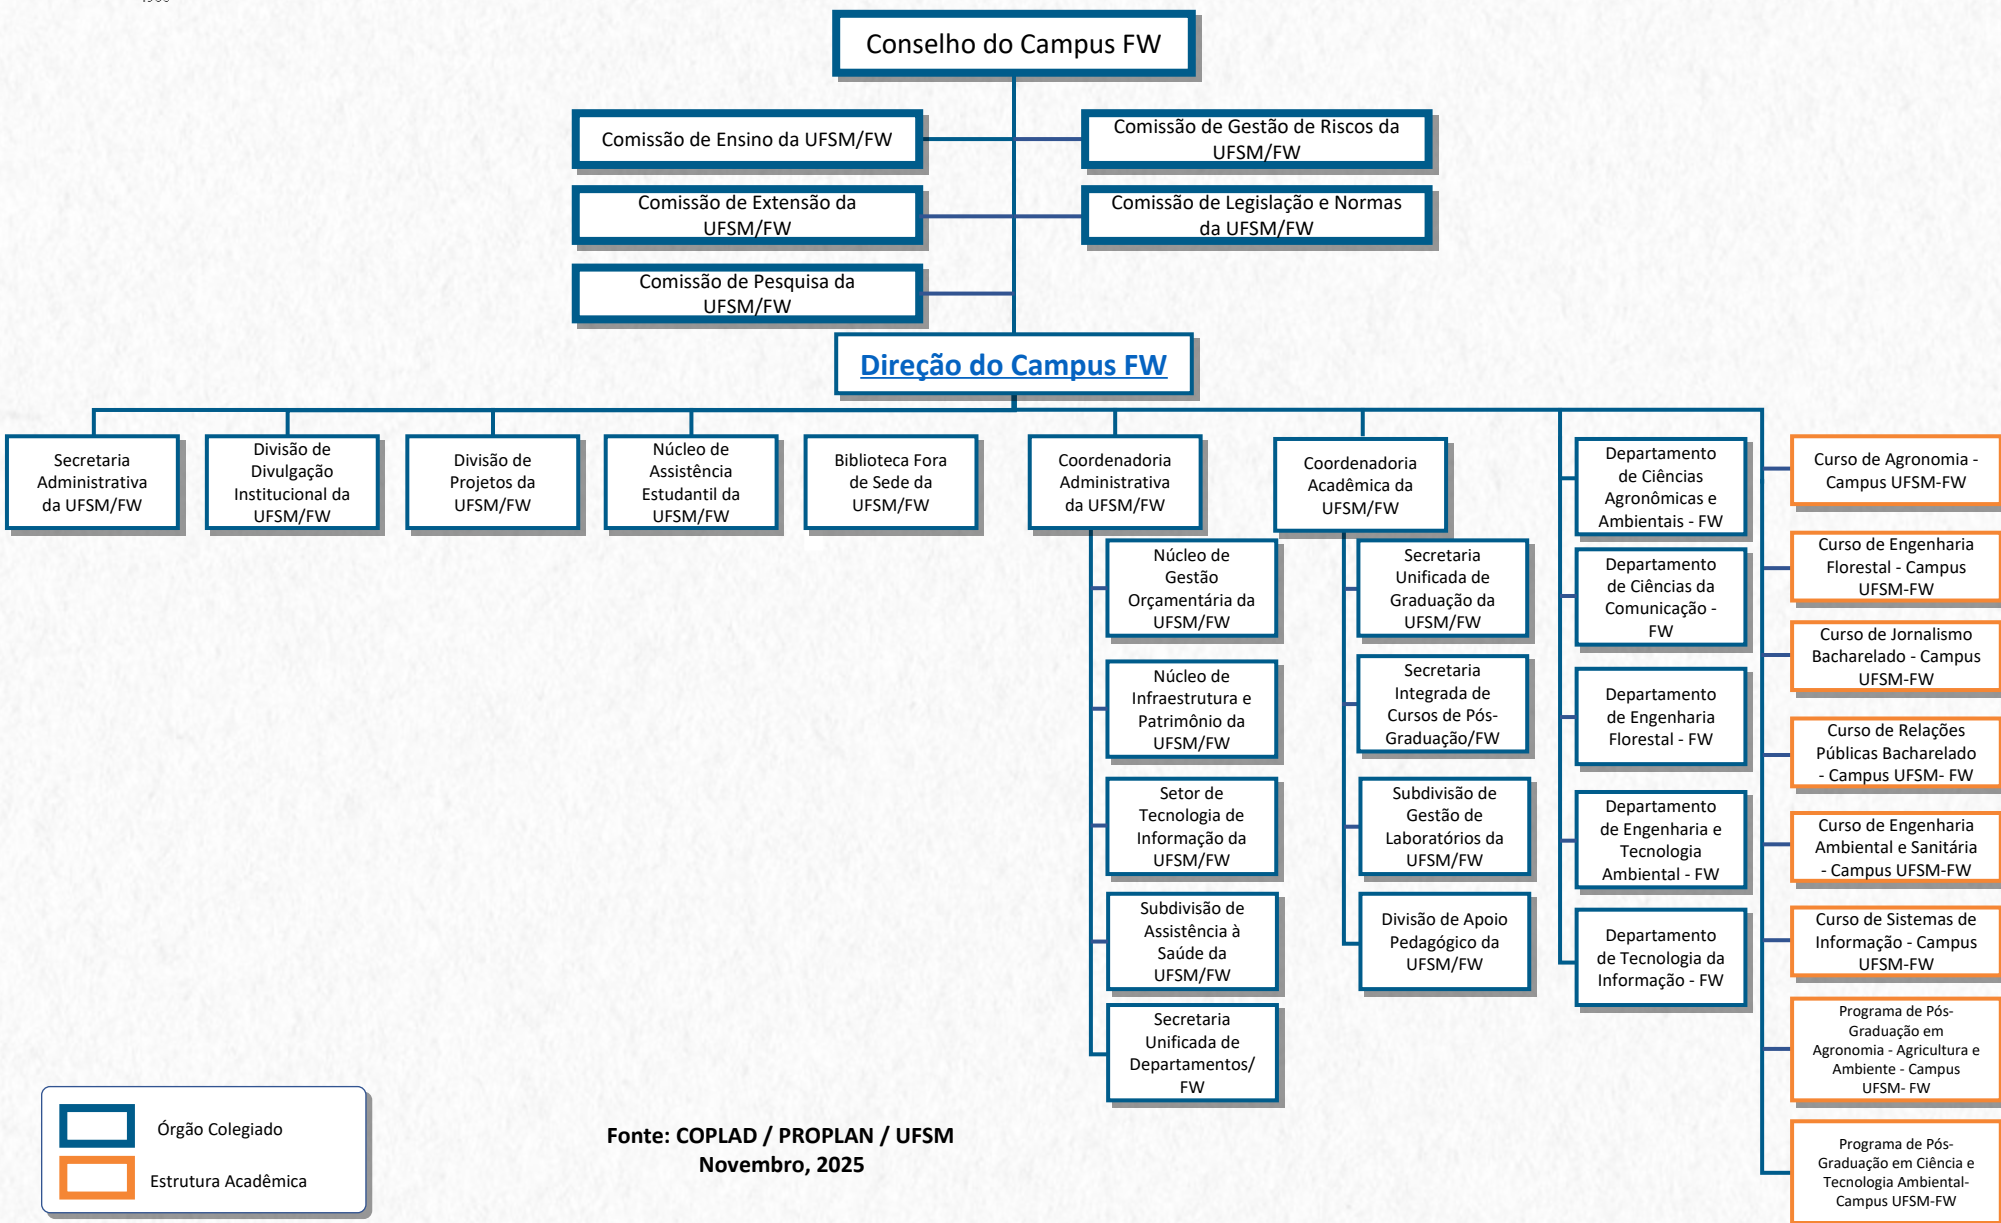 Conselho do Campus FW
Comissão de Ensino da UFSM/FW
Comissão de Gestão de Riscos da
UFSM/FW
Comissão de Extensão da
UFSM/FW
Comissão de Legislação e Normas
da UFSM/FW
Comissão de Pesquisa da
UFSM/FW
Direção do Campus FW
Secretaria
Administrativa
da UFSM/FW
Divisão de
Divulgação
Institucional da
UFSM/FW
Divisão de
Projetos da
UFSM/FW
Núcleo de
Assistência
Estudantil da
UFSM/FW
Biblioteca Fora
de Sede da
UFSM/FW
Coordenadoria
Administrativa
da UFSM/FW
Núcleo de
Gestão
Orçamentária da
UFSM/FW
Núcleo de
Infraestrutura e
Patrimônio da
UFSM/FW
Setor de
Tecnologia de
Informação da
UFSM/FW
Subdivisão de
Assistência à
Saúde da
UFSM/FW
Secretaria
Unificada de
Departamentos/
FW
Coordenadoria
Acadêmica da
UFSM/FW
Secretaria
Unificada de
Graduação da
UFSM/FW
Secretaria
Integrada de
Cursos de Pós-
Graduação/FW
Subdivisão de
Gestão de
Laboratórios da
UFSM/FW
Divisão de Apoio
Pedagógico da
UFSM/FW
Departamento
de Ciências
Agronômicas e
Ambientais - FW
Departamento
de Ciências da
Comunicação -
FW
Departamento
de Engenharia
Florestal - FW
Departamento
de Engenharia e
Tecnologia
Ambiental - FW
Departamento
de Tecnologia da
Informação - FW
Curso de Agronomia -
Campus UFSM-FW
Curso de Engenharia
Florestal - Campus
UFSM-FW
Curso de Jornalismo
Bacharelado - Campus
UFSM-FW
Curso de Relações
Públicas Bacharelado
- Campus UFSM- FW
Curso de Engenharia
Ambiental e Sanitária
- Campus UFSM-FW
Curso de Sistemas de
Informação - Campus
UFSM-FW
Programa de Pós-
Graduação em
Agronomia - Agricultura e
Ambiente - Campus
UFSM- FW
Programa de Pós-
Graduação em Ciência e
Tecnologia Ambiental-
Campus UFSM-FW
Órgão Colegiado
Estrutura Acadêmica
Fonte: COPLAD / PROPLAN / UFSM
Novembro, 2025